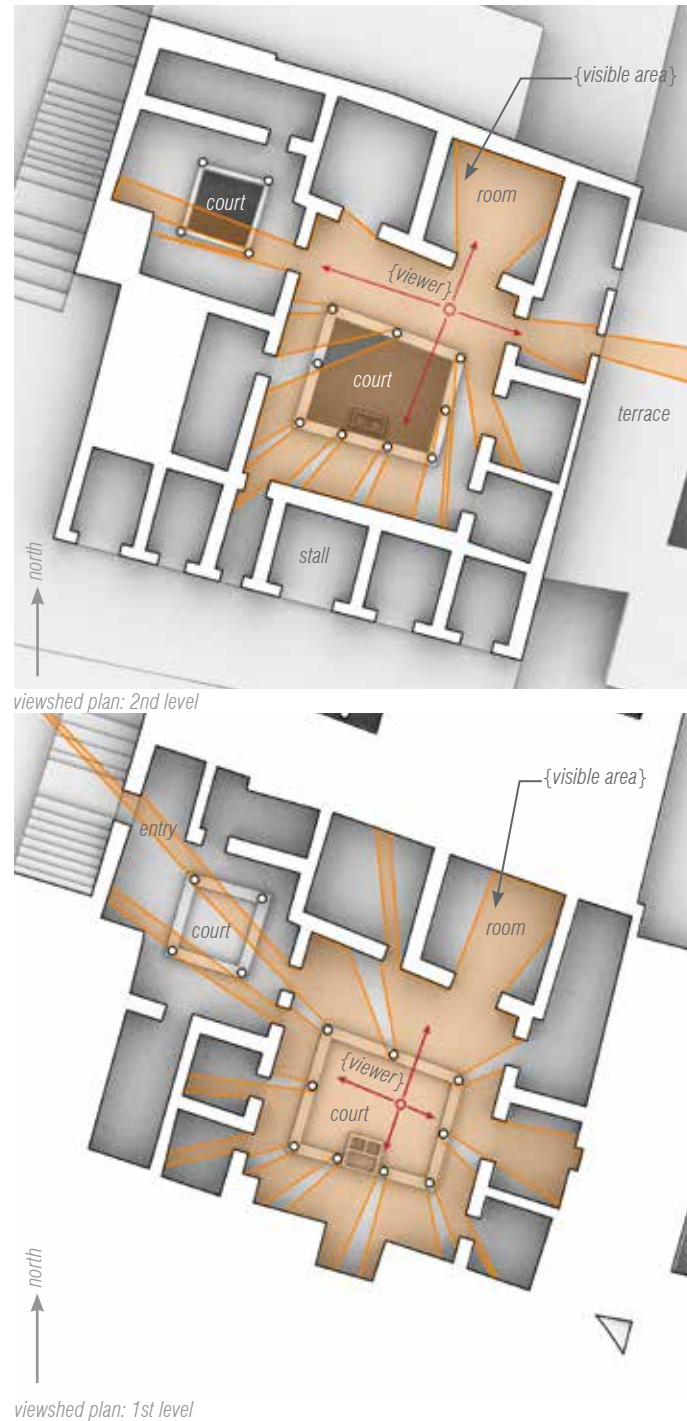 {visible area}
room
court
{viewer}
court
terrace
stall
north
viewshed plan: 2nd level
{visible area}
entry
room
court
{viewer}
court
north
viewshed plan: 1st level